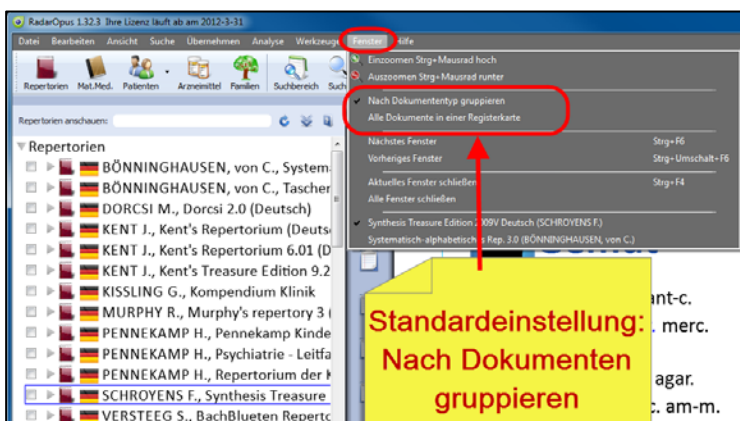 RadarOpus 1.32.3 Ihre Lizenz läuft ab am 2012-3-31
Datei Bearbeiten Ansicht Suche Übernehmen Analyse Werkzeuge Fenster Hilfe
Repertorien Mat.Med. Patienten Arzneimittel Familien Suchbereich Such
Einzoomen Strg+Mausrad hoch
Auszoomen Strg+Mausrad runter
Nach Dokumententyp gruppieren
Alle Dokumente in einer Registerkarte
Nächstes Fenster Strg+F6
Vorheriges Fenster Strg+Umschalt+F6
Aktuelles Fenster schließen Strg+F4
Alle Fenster schließen
Synthesis Treasure Edition 2009V Deutsch (SCHROYENS F.)
Systematisch-alphabetisches Rep. 3.0 (BÖNNINGHAUSEN, von C.)
Repertorien anschauen:
Repertorien
BÖNNINGHAUSEN, von C., System
BÖNNINGHAUSEN, von C., Tascher
DORCSI M., Dorcsi 2.0 (Deutsch)
KENT J., Kent's Repertorium (Deuts
KENT J., Kent's Repertorium 6.01 (D
KENT J., Kent's Treasure Edition 9.2
KISSLING G., Kompendium Klinik
MURPHY R., Murphy's repertory 3 (
PENNEKAMP H., Pennekamp Kinde
PENNEKAMP H., Psychiatrie - Leitfa
PENNEKAMP H., Repertorium der K
SCHROYENS F., Synthesis Treasure
VERSTEEG S., BachBlueten Reperto
Standardeinstellung:
Nach Dokumenten
gruppieren
ant-c.
merc.
agar.
c. am-m.